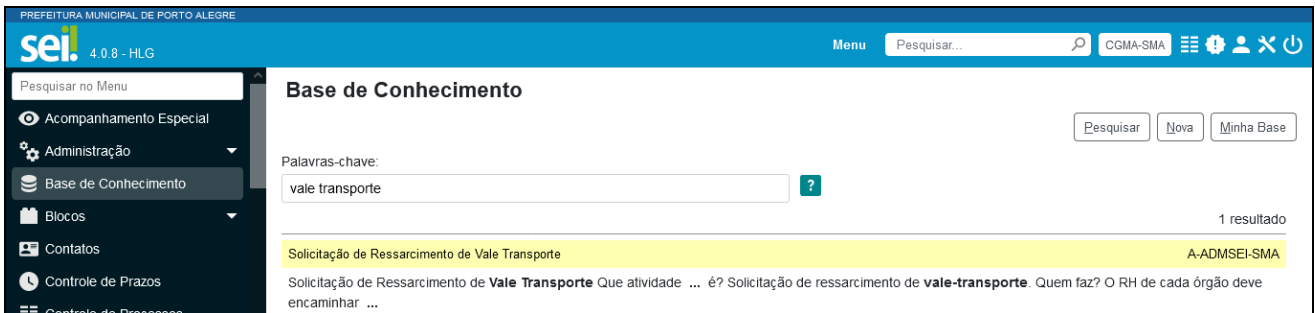 PREFEITURA MUNICIPAL DE PORTO ALEGRE
sei! 4.0.8 - HLG
Menu Pesquisar... CGMA-SMA
Pesquisar no Menu
Acompanhamento Especial
Administração
Base de Conhecimento
Blocos
Contatos
Controle de Prazos
Controle de Processos
Base de Conhecimento
Pesquisar Nova Minha Base
Palavras-chave:
vale transporte ?
1 resultado
Solicitação de Ressarcimento de Vale Transporte A-ADMSEI-SMA
Solicitação de Ressarcimento de Vale Transporte Que atividade ... é? Solicitação de ressarcimento de vale-transporte. Quem faz? O RH de cada órgão deve
encaminhar ...